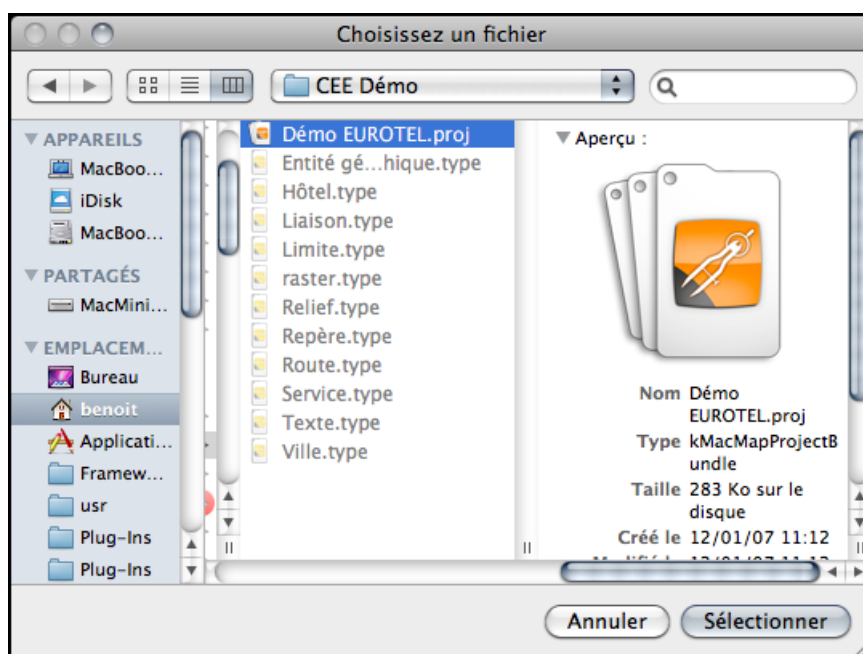 Choisissez un fichier
CEE Démo
APPAREILS
MacBoo...
iDisk
MacBoo...
PARTAGÉS
MacMini...
EMPLACEM...
Bureau
benoit
Applicati...
Framew...
usr
Plug-Ins
Plug-Ins
Démo EUROTEL.proj
Entité gé...hique.type
Hôtel.type
Liaison.type
Limite.type
raster.type
Relief.type
Repère.type
Route.type
Service.type
Texte.type
Ville.type
Aperçu :
Nom Démo
EUROTEL.proj
Type kMacMapProjectB
undle
Taille 283 Ko sur le
disque
Créé le 12/01/07 11:12
Annuler
Sélectionner